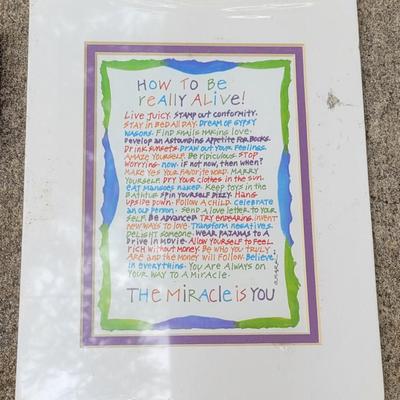 HOW TO BE
ReALLY ALIVE!
Live Juicy. STAMP OUT CONFORMITY.
STAY IN BED ALL DAY. DREAM OF GYPSY
WAGONS. FIND SNAILS MAKING LOVE.
DEVELOP AN ASTOUNDING APPETITE FOR BOOKS.
DRINK SUNSETS. DRAW OUT YOUR FEELINGS.
AMAZE YOURSELF. BE RIDICULOUS. STOP
WORRYING. NOW. IF NOT NOW, THEN WHEN?
MAKE YES YOUR FAVORITE WORD. MARRY
YOURSELF. DRY YOUR CLOTHES IN THE SUN.
EAT MANGOES NAKED. KEEP TOYS IN THE
BATHTUB. SPIN YOURSELF DIZZY. HANG
UPSIDE DOWN. FOLLOW A CHILD. CELEBRATE
AN OLD PERSON. SEND A LOVE LETTER TO YOUR
SELF. BE ADVANCED. TRY ENDEARING. INVENT
NEW WAYS TO LOVE. TRANSFORM NEGATIVES.
DELIGHT SOMEONE. WEAR PAJAMAS TO A
DRIVE IN MOVIE. ALLOW YOURSELF TO FEEL
RICH WITHOUT MONEY. BE WHO YOU TRULY
ARE AND THE MONEY WILL FOLLOW. BELIEVE
IN EVERYTHING. YOU ARE ALWAYS ON
YOUR WAY TO A MIRACLE.
THE MIRACLE IS YOU